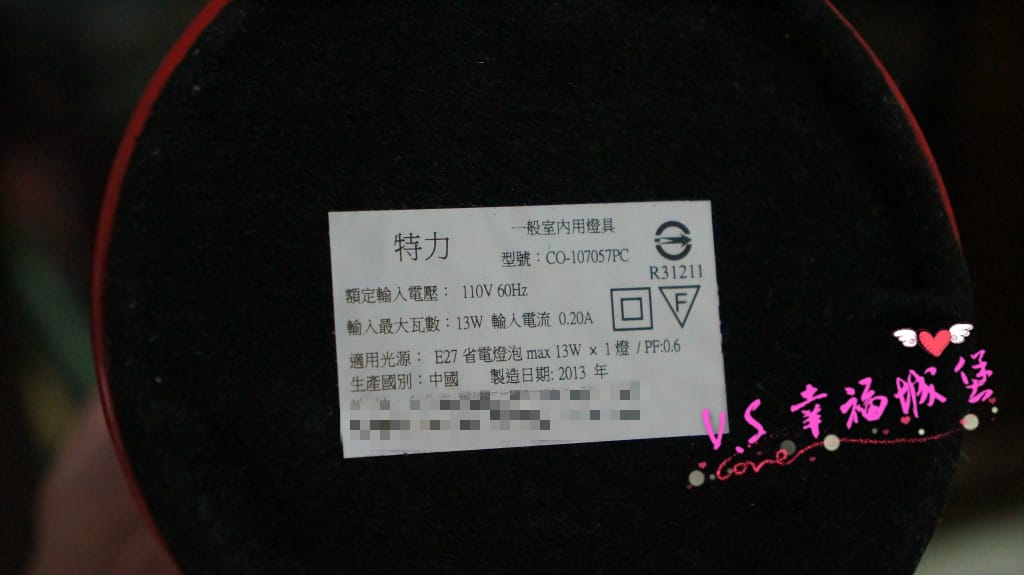 特力
一般室內用燈具
型號：CO-107057PC
R31211
額定輸入電壓： 110V 60Hz
輸入最大瓦數：13W 輸入電流 0.20A
F
適用光源： E27 省電燈泡 max 13W × 1 燈 / PF:0.6
生產國別：中國 製造日期: 2013 年
V.S 幸福城堡
Love